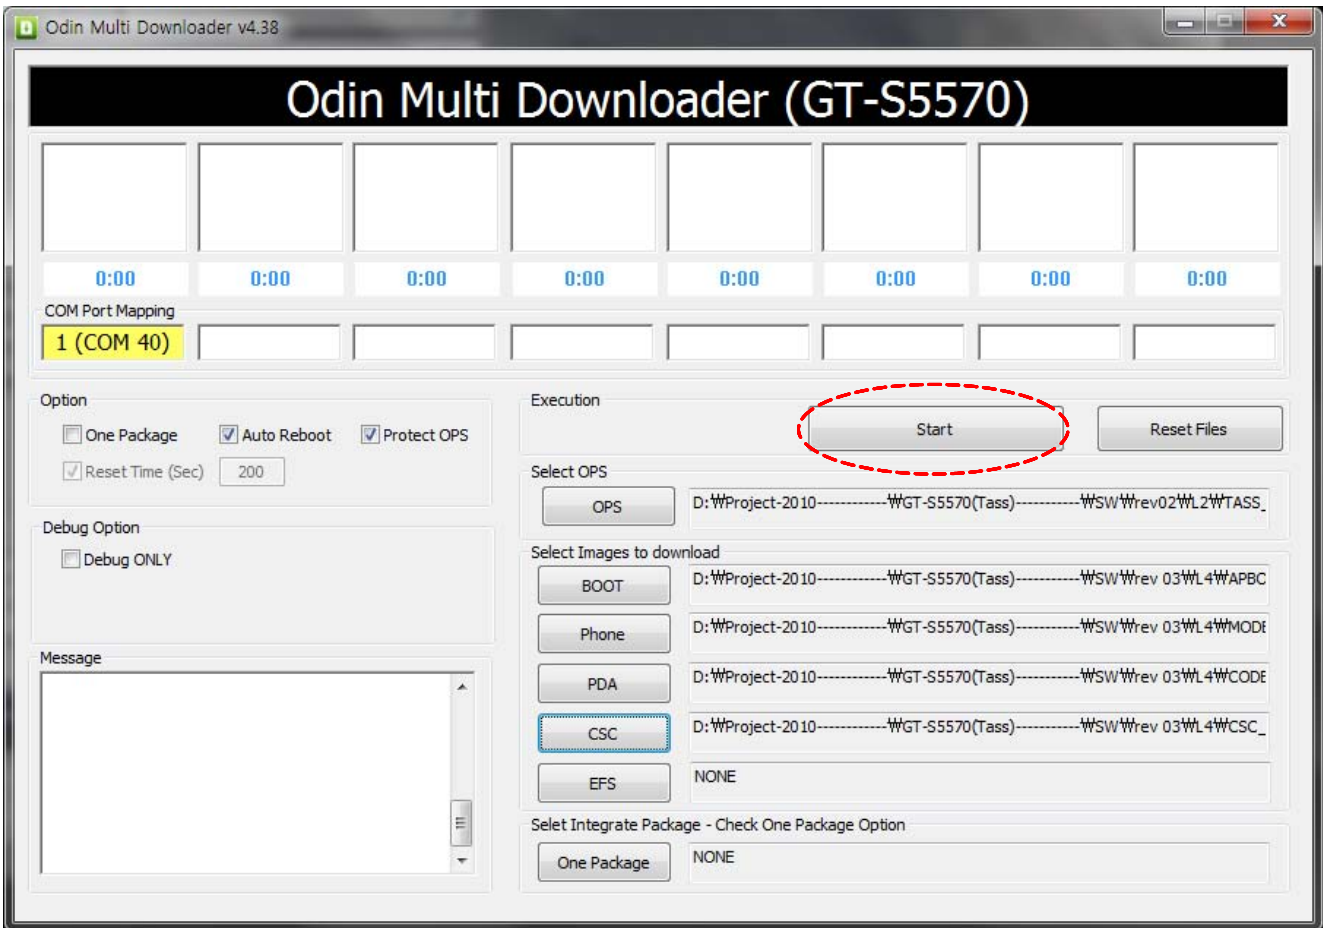 Odin Multi Downloader v4.38
Odin Multi Downloader (GT-S5570)
0:00 0:00 0:00 0:00 0:00 0:00 0:00 0:00
COM Port Mapping
1 (COM 40)
Option
One Package Auto Reboot Protect OPS
Reset Time (Sec) 200
Debug Option
Debug ONLY
Message
Execution
Start Reset Files
Select OPS
OPS D:₩Project-2010------------₩GT-S5570(Tass)-----------₩SW₩rev02₩L2₩TASS_
Select Images to download
BOOT D:₩Project-2010------------₩GT-S5570(Tass)-----------₩SW₩rev 03₩L4₩APBO
Phone D:₩Project-2010------------₩GT-S5570(Tass)-----------₩SW₩rev 03₩L4₩MODE
PDA D:₩Project-2010------------₩GT-S5570(Tass)-----------₩SW₩rev 03₩L4₩CODE
CSC D:₩Project-2010------------₩GT-S5570(Tass)-----------₩SW₩rev 03₩L4₩CSC_
EFS NONE
Selet Integrate Package - Check One Package Option
One Package NONE